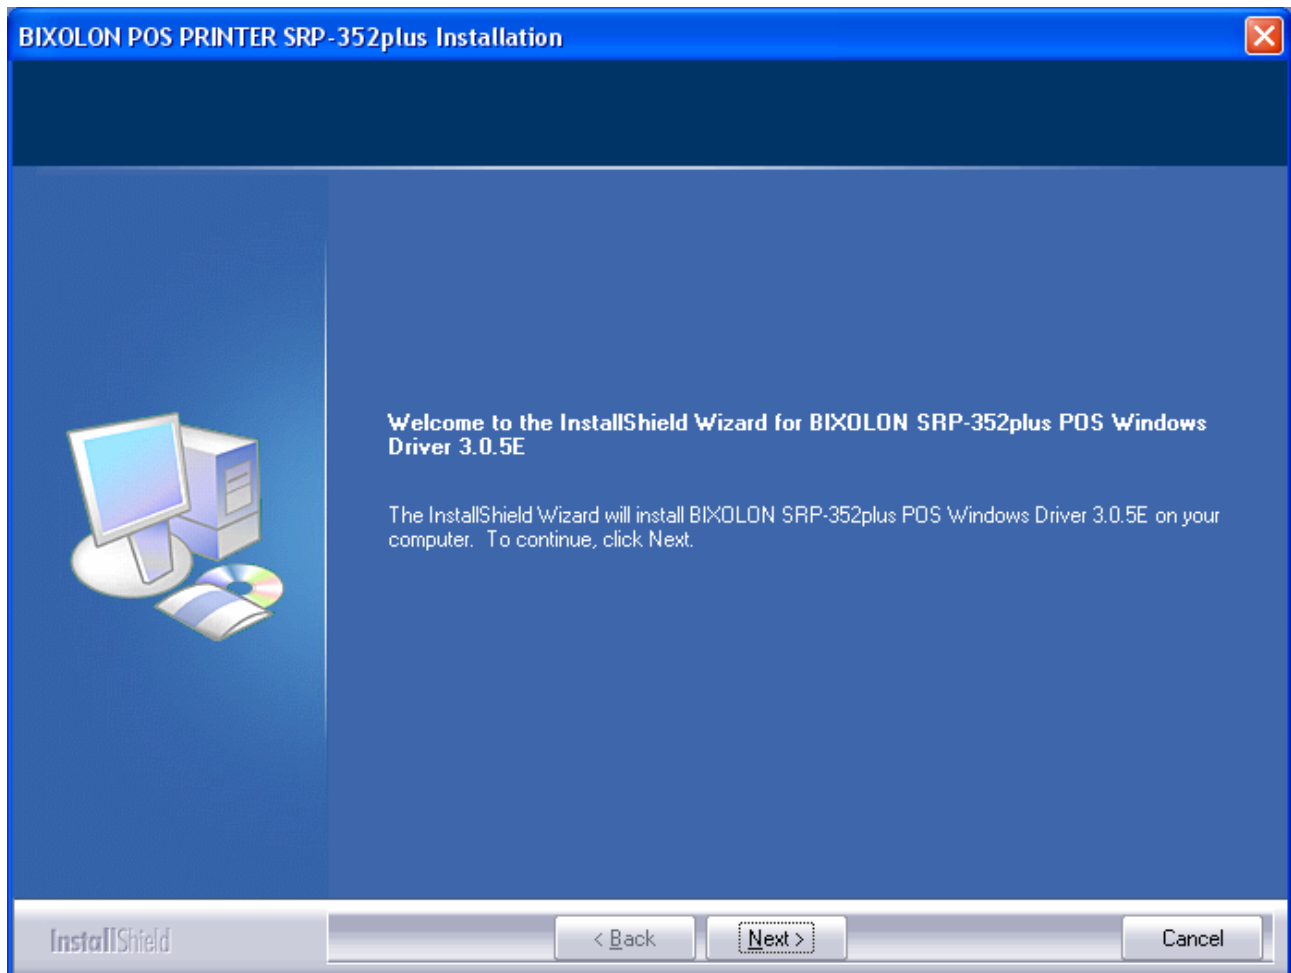 BIXOLON POS PRINTER SRP-352plus Installation
Welcome to the InstallShield Wizard for BIXOLON SRP-352plus POS Windows
Driver 3.0.5E
The InstallShield Wizard will install BIXOLON SRP-352plus POS Windows Driver 3.0.5E on your
computer. To continue, click Next.
InstallShield
< Back
Next >
Cancel